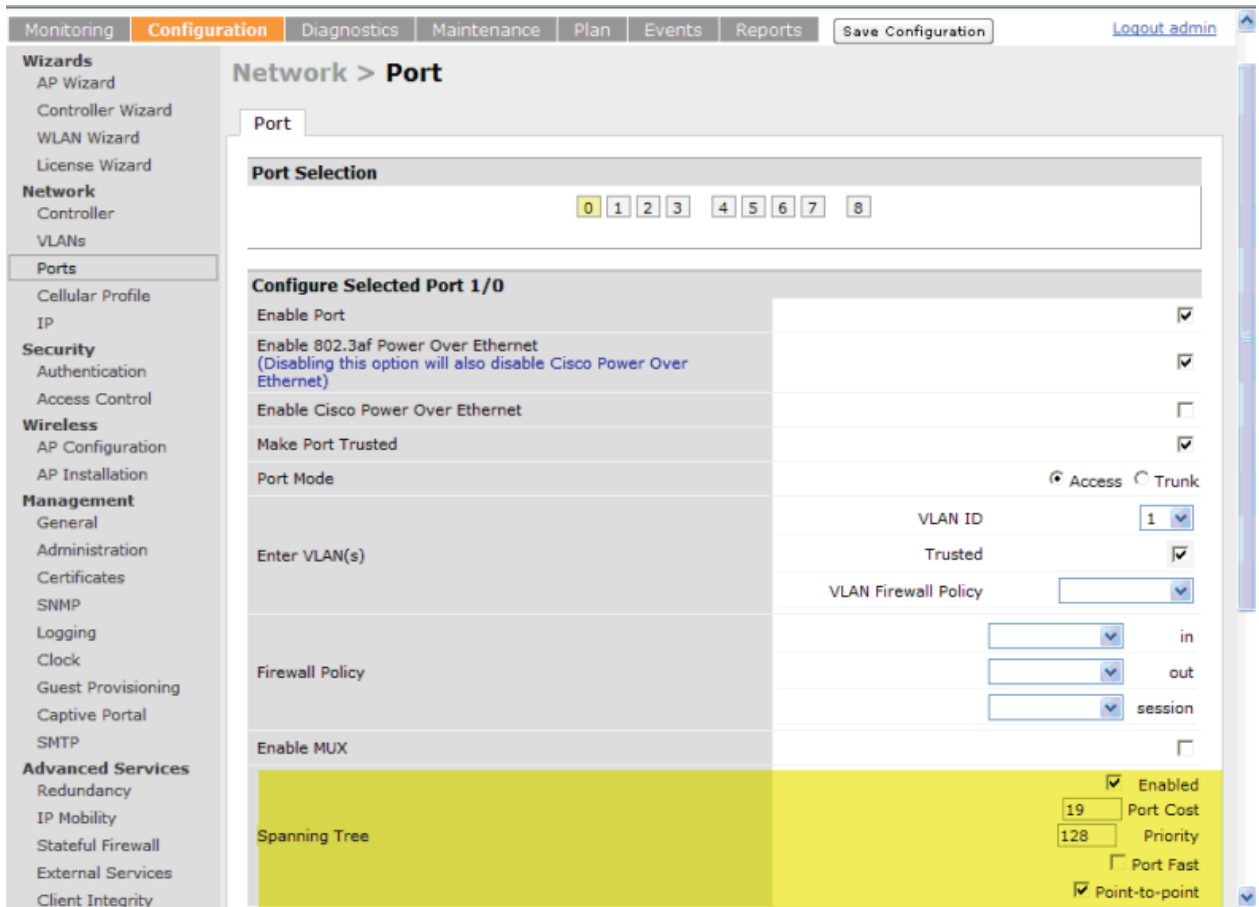 Monitoring Configuration Diagnostics Maintenance Plan Events Reports Save Configuration Logout admin
Wizards
AP Wizard
Controller Wizard
WLAN Wizard
License Wizard
Network
Controller
VLANs
Ports
Cellular Profile
IP
Security
Authentication
Access Control
Wireless
AP Configuration
AP Installation
Management
General
Administration
Certificates
SNMP
Logging
Clock
Guest Provisioning
Captive Portal
SMTP
Advanced Services
Redundancy
IP Mobility
Stateful Firewall
External Services
Client Integrity
Network > Port
Port
Port Selection
0 1 2 3 4 5 6 7 8
Configure Selected Port 1/0
Enable Port
Enable 802.3af Power Over Ethernet
(Disabling this option will also disable Cisco Power Over
Ethernet)
Enable Cisco Power Over Ethernet
Make Port Trusted
Port Mode Access Trunk
Enter VLAN(s)
VLAN ID 1
Trusted
VLAN Firewall Policy
Firewall Policy
in
out
session
Enable MUX
Spanning Tree
Enabled
19 Port Cost
128 Priority
Port Fast
Point-to-point